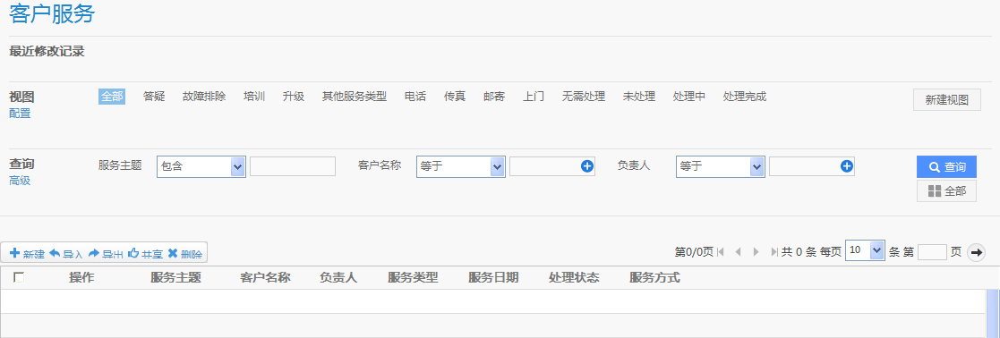 客户服务
最近修改记录
视图 全部 答疑 故障排除 培训 升级 其他服务类型 电话 传真 邮寄 上门 无需处理 未处理 处理中 处理完成 新建视图
配置
查询 服务主题 包含 客户名称 等于 负责人 等于 查询
高级 全部
新建 导入 导出 共享 删除 第0/0页 共 0 条 每页 10 条 第 页
操作 服务主题 客户名称 负责人 服务类型 服务日期 处理状态 服务方式